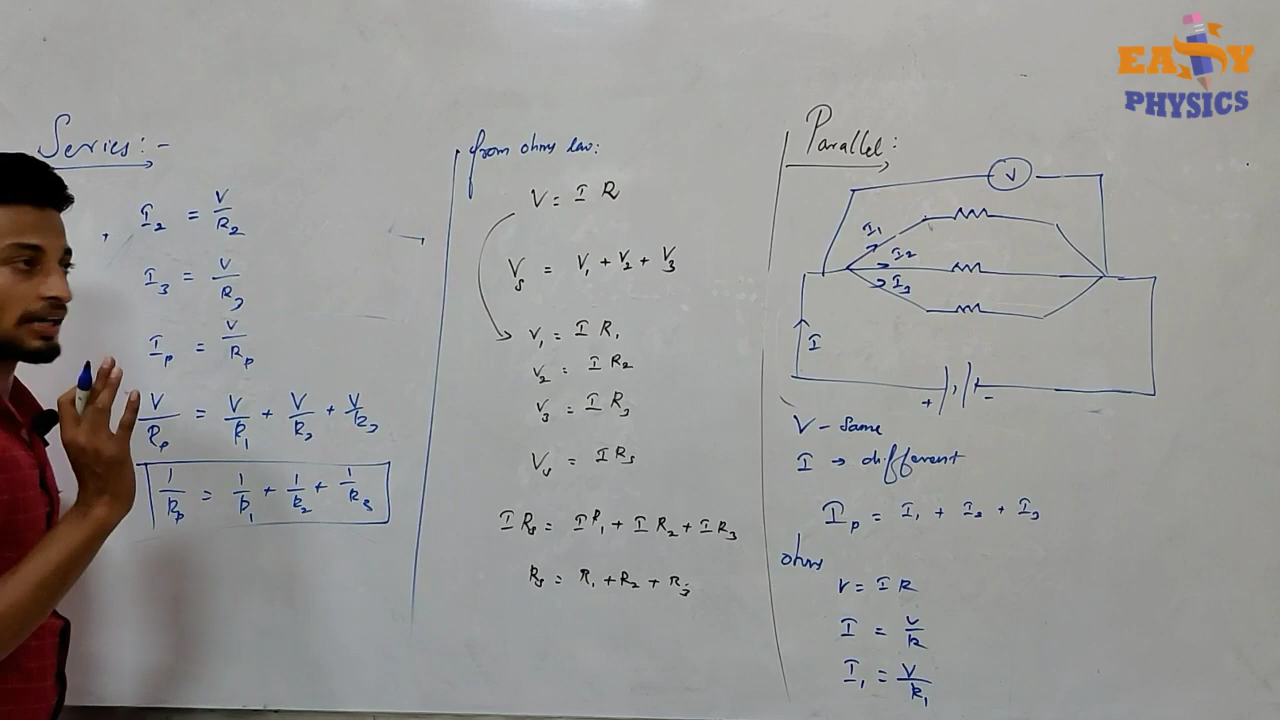 EASY
PHYSICS
Series:-
I2 = V/R2
I3 = V/R3
Ip = V/Rp
V/Rp = V/R1 + V/R2 + V/R3
1/Rp = 1/R1 + 1/R2 + 1/R3
from ohms law:
V = I R
Vs = V1 + V2 + V3
V1 = I R1
V2 = I R2
V3 = I R3
Vs = I Rs
I Rs = I R1 + I R2 + I R3
Rs = R1 + R2 + R3
Parallel:
V
I1
I2
I3
I
+ -
V - Same
I → different
Ip = I1 + I2 + I3
ohms
V = I R
I = V/R
I1 = V/R1